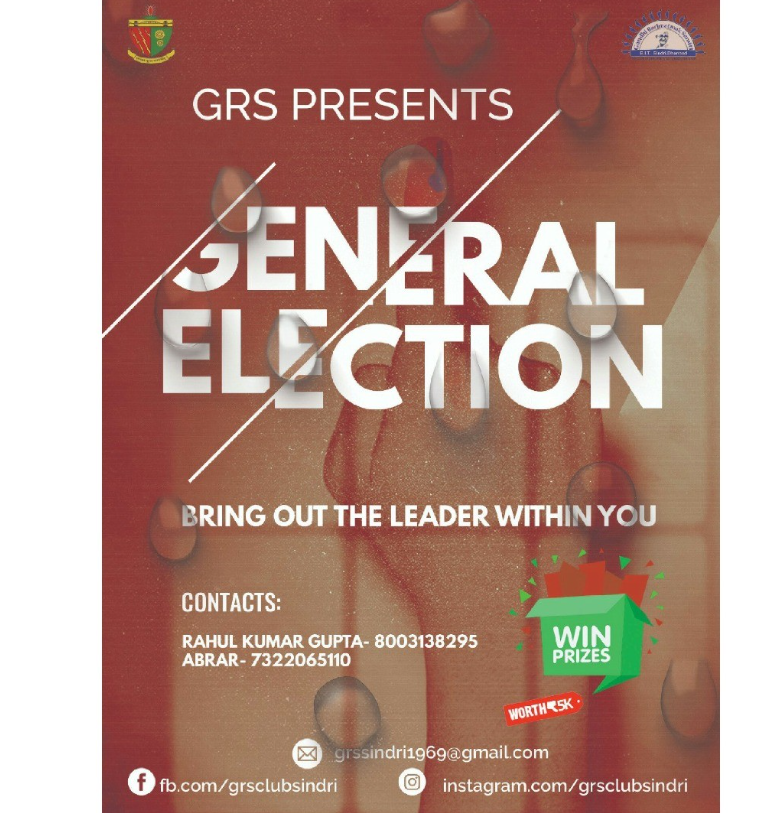 GRS PRESENTS
GENERAL
ELECTION
BRING OUT THE LEADER WITHIN YOU
CONTACTS:
RAHUL KUMAR GUPTA- 8003138295
ABRAR- 7322065110
WIN
PRIZES
WORTH ₹5K
grssindri1969@gmail.com
fb.com/grsclubsindri
instagram.com/grsclubsindri